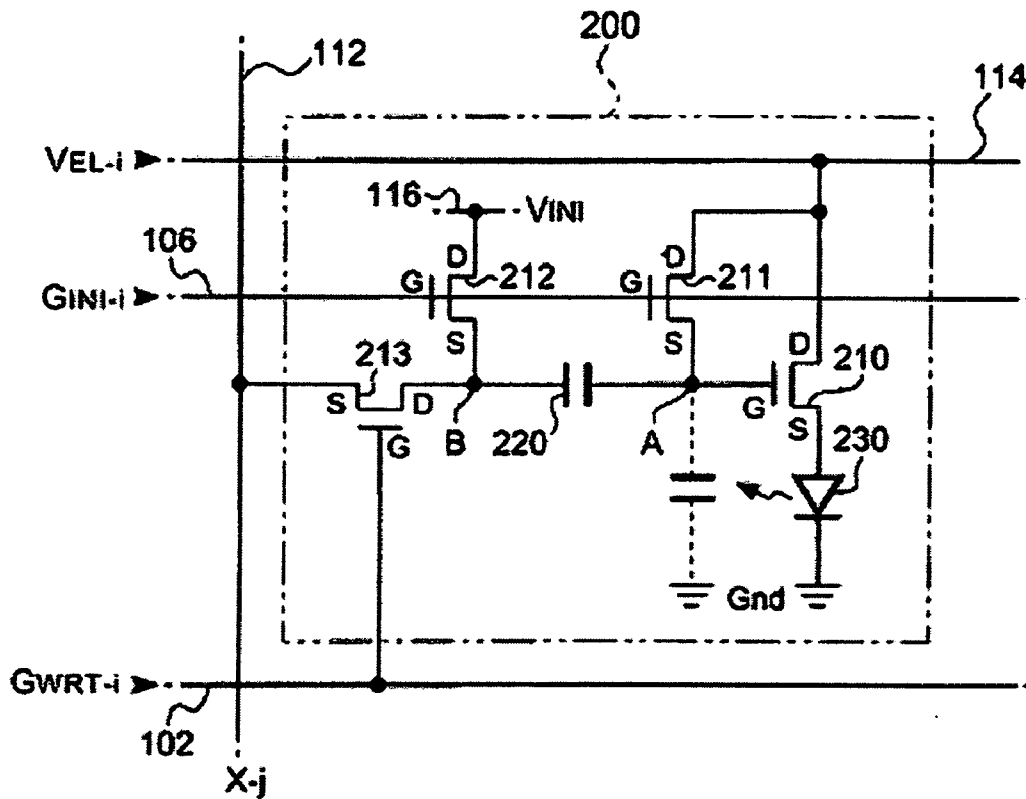 200
112
114
VEL-i
116
VINI
106
D
D
GINI-i
G
212
G
211
S
S
D
213
210
S
D
G
B
220
A
G
S
230
Gnd
GWRT-i
102
X-j